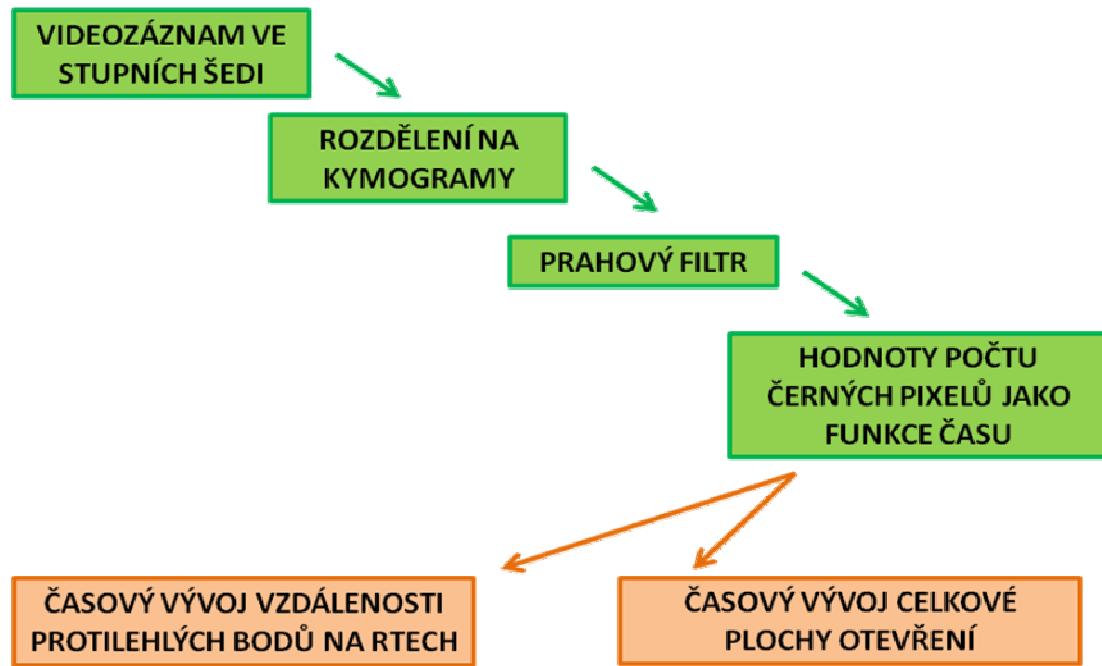 VIDEOZÁZNAM VE
STUPNÍCH ŠEDI
ROZDĚLENÍ NA
KYMOGRAMY
PRAHOVÝ FILTR
HODNOTY POČTU
ČERNÝCH PIXELŮ JAKO
FUNKCE ČASU
ČASOVÝ VÝVOJ VZDÁLENOSTI
PROTILEHLÝCH BODŮ NA RTECH
ČASOVÝ VÝVOJ CELKOVÉ
PLOCHY OTEVŘENÍ